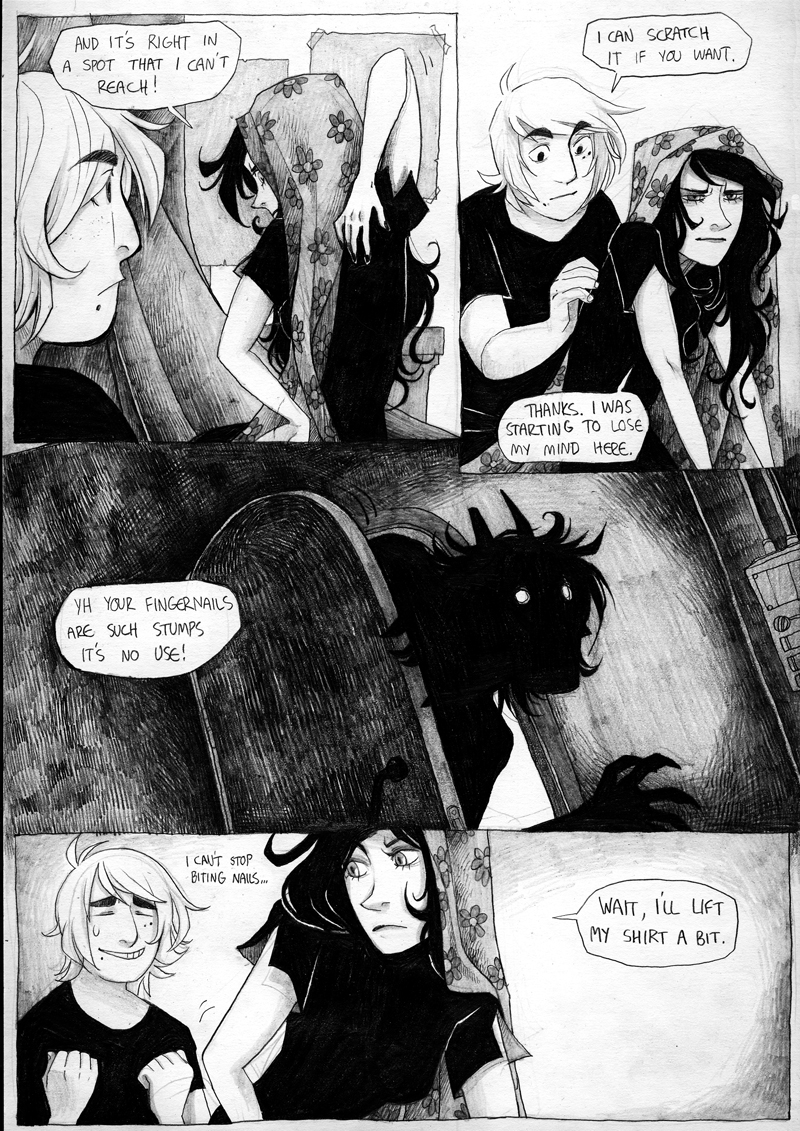 AND IT'S RIGHT IN
A SPOT THAT I CAN'T
REACH!
I CAN SCRATCH
IT IF YOU WANT.
THANKS. I WAS
STARTING TO LOSE
MY MIND HERE.
YH YOUR FINGERNAILS
ARE SUCH STUMPS
IT'S NO USE!
I CAN'T STOP
BITING NAILS...
WAIT, I'LL LIFT
MY SHIRT A BIT.